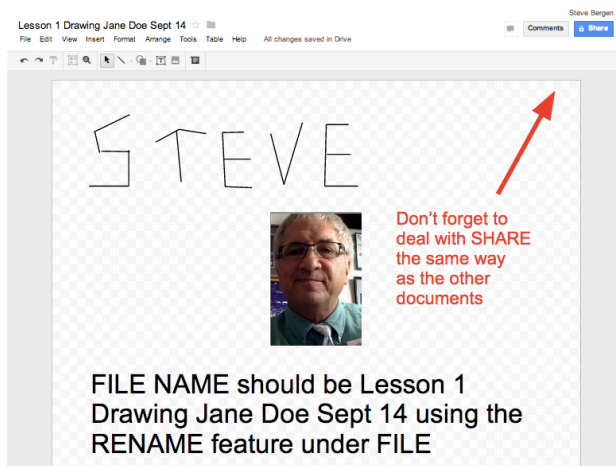 Steve Bergen
Lesson 1 Drawing Jane Doe Sept 14
File Edit View Insert Format Arrange Tools Table Help All changes saved in Drive
Comments Share
STEVE
Don't forget to
deal with SHARE
the same way
as the other
documents
FILE NAME should be Lesson 1
Drawing Jane Doe Sept 14 using the
RENAME feature under FILE